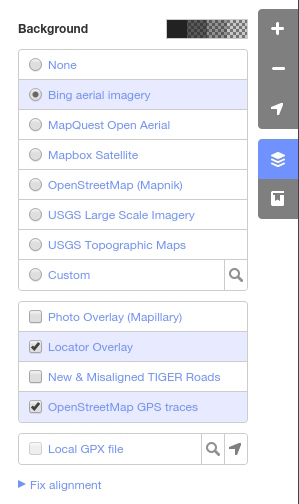 Background
None
Bing aerial imagery
MapQuest Open Aerial
Mapbox Satellite
OpenStreetMap (Mapnik)
USGS Large Scale Imagery
USGS Topographic Maps
Custom
Photo Overlay (Mapillary)
Locator Overlay
New & Misaligned TIGER Roads
OpenStreetMap GPS traces
Local GPX file
Fix alignment